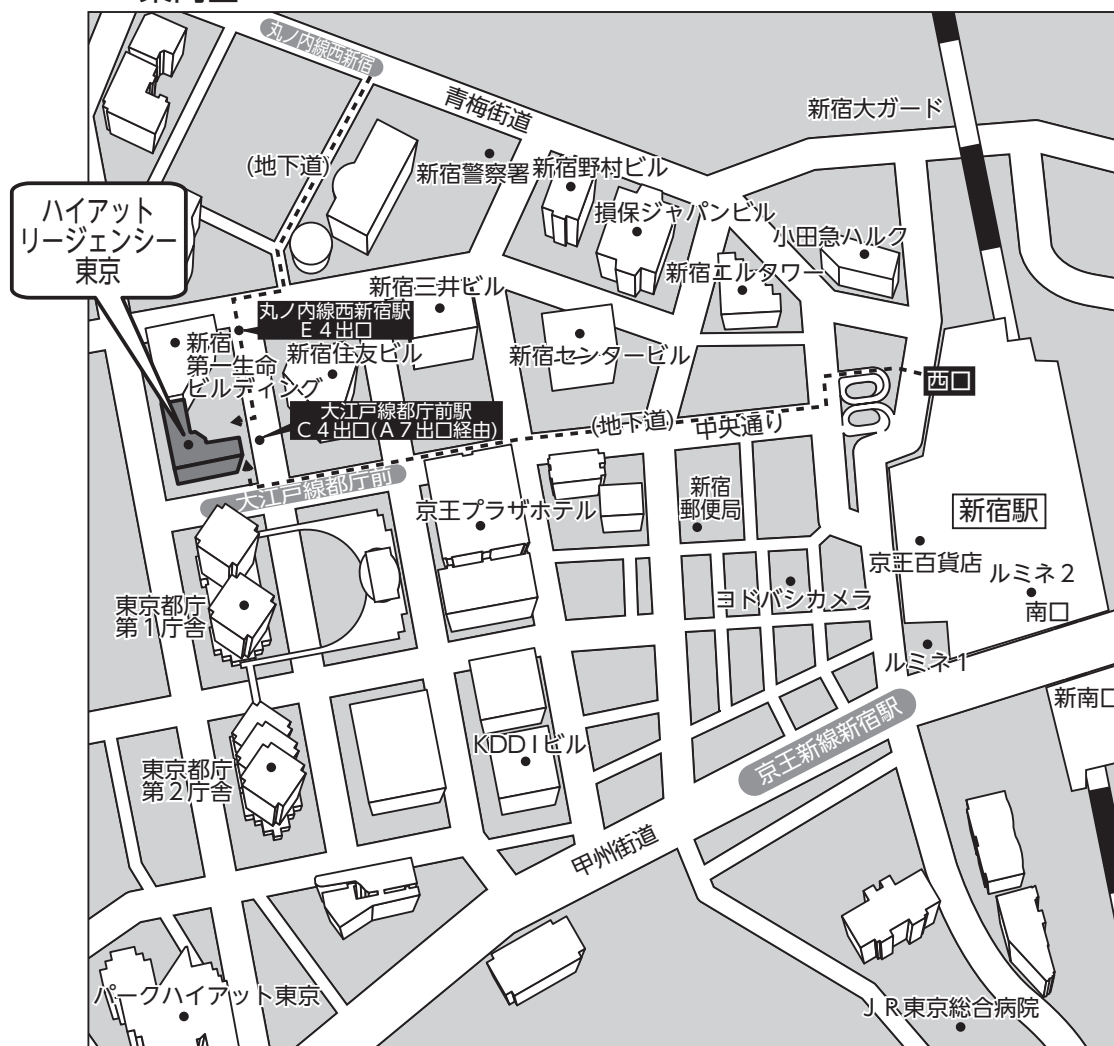 丸ノ内線西新宿
青梅街道
新宿大ガード
(地下道)
新宿警察署
新宿野村ビル
ハイアット
リージェンシー
東京
損保ジャパンビル
小田急ハルク
新宿エルタワー
新宿三井ビル
丸ノ内線西新宿駅
E4出口
新宿
第一生命
ビルディング
新宿住友ビル
新宿センタービル
西口
大江戸線都庁前駅
C4出口(A7出口経由)
(地下道)
中央通り
大江戸線都庁前
京王プラザホテル
新宿
郵便局
新宿駅
京王百貨店
ルミネ2
南口
ヨドバシカメラ
東京都庁
第1庁舎
ルミネ1
新南口
京王新線新宿駅
KDDIビル
東京都庁
第2庁舎
甲州街道
パークハイアット東京
JR東京総合病院